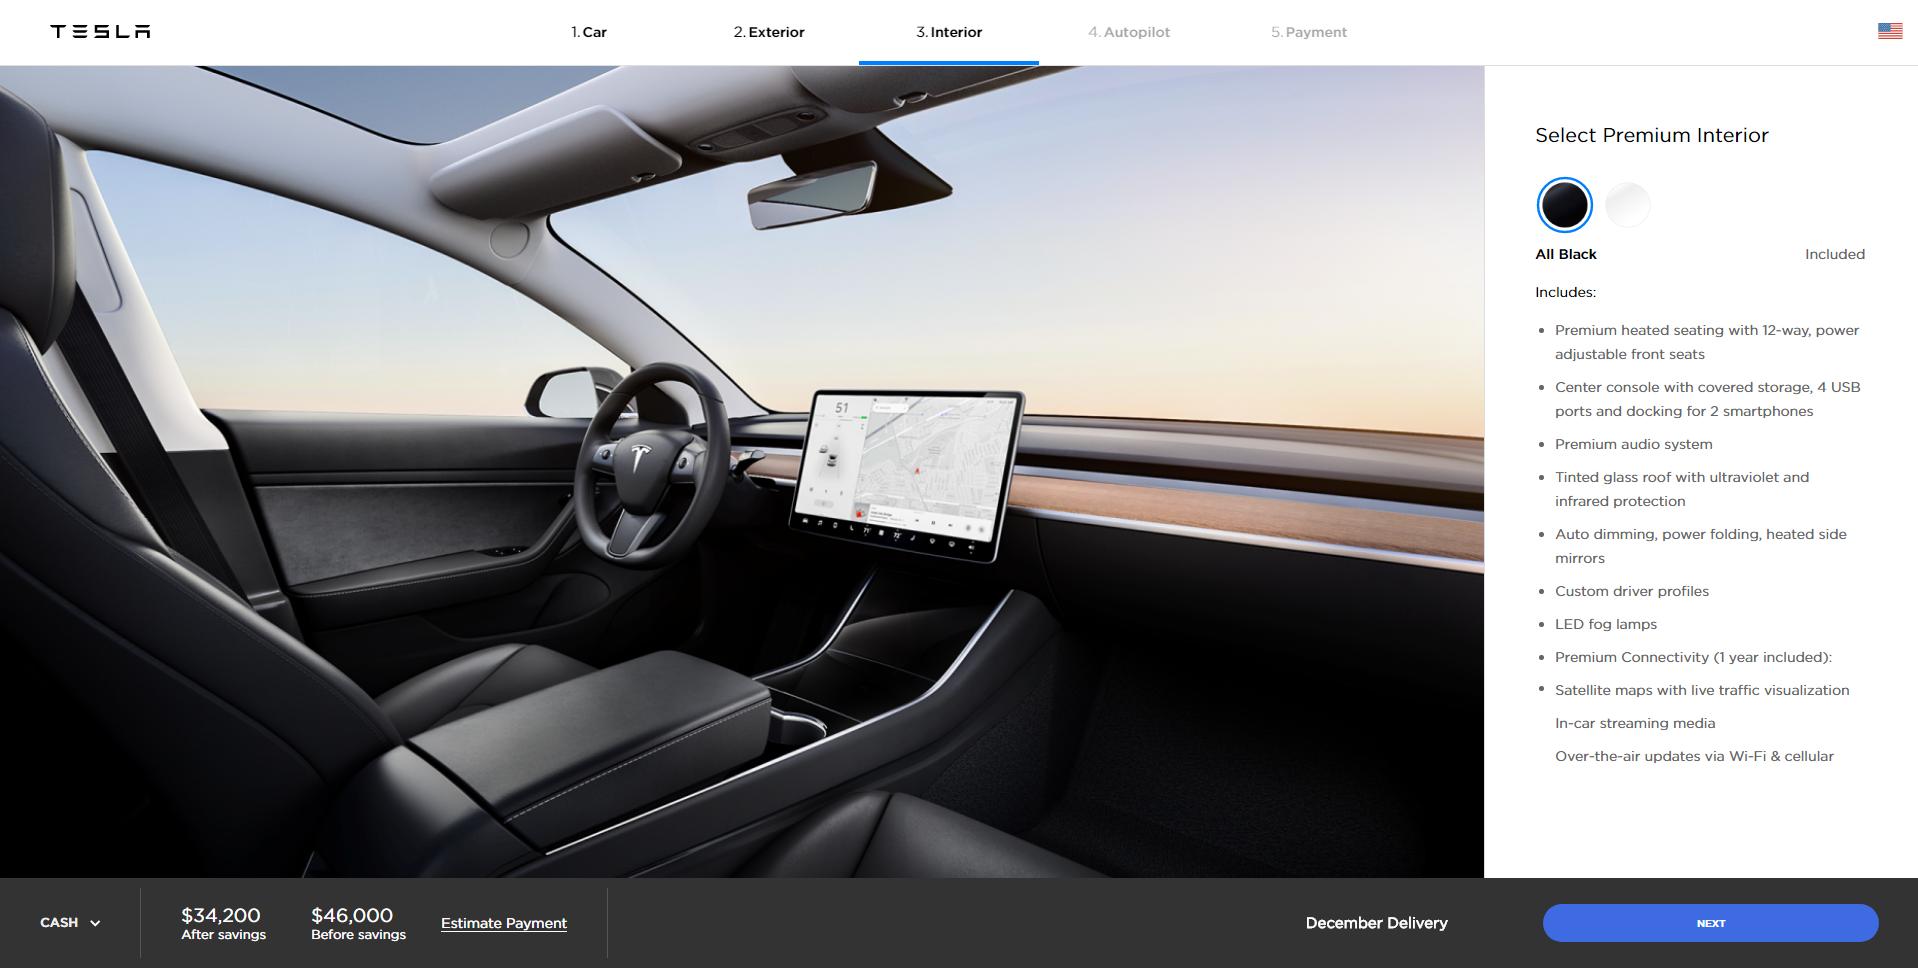 TESLA
1. Car
2. Exterior
3. Interior
4. Autopilot
5. Payment
51
Select Premium Interior
All Black
Included
Includes:
• Premium heated seating with 12-way, power
adjustable front seats
• Center console with covered storage, 4 USB
ports and docking for 2 smartphones
• Premium audio system
• Tinted glass roof with ultraviolet and
infrared protection
• Auto dimming, power folding, heated side
mirrors
• Custom driver profiles
• LED fog lamps
• Premium Connectivity (1 year included):
• Satellite maps with live traffic visualization
In-car streaming media
Over-the-air updates via Wi-Fi & cellular
CASH
$34,200
After savings
$46,000
Before savings
Estimate Payment
December Delivery
NEXT